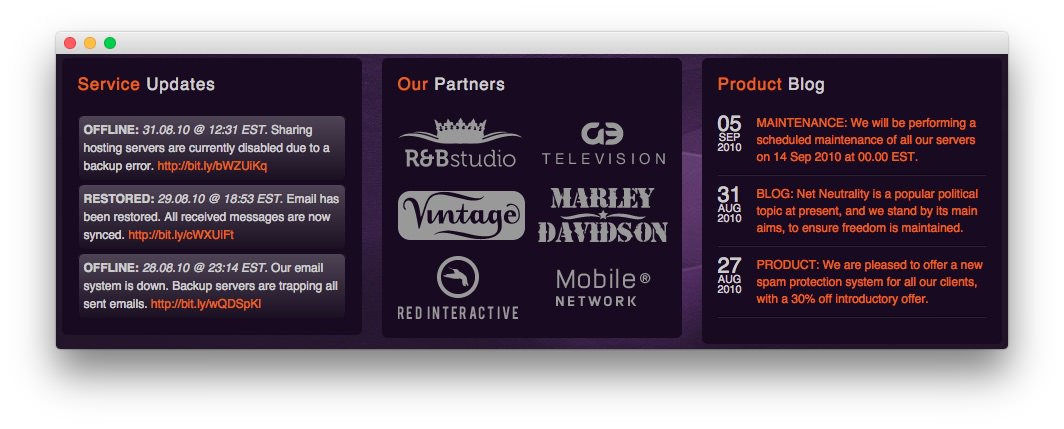 Service Updates
OFFLINE: 31.08.10 @ 12:31 EST. Sharing
hosting servers are currently disabled due to a
backup error. http://bit.ly/bWZUiKq
RESTORED: 29.08.10 @ 18:53 EST. Email has
been restored. All received messages are now
synced. http://bit.ly/cWXUiFt
OFFLINE: 28.08.10 @ 23:14 EST. Our email
system is down. Backup servers are trapping all
sent emails. http://bit.ly/wQDSpKl
Our Partners
R&Bstudio
TELEVISION
Vintage
MARLEY
DAVIDSON
RED INTERACTIVE
Mobile®
NETWORK
Product Blog
05
SEP
2010
MAINTENANCE: We will be performing a
scheduled maintenance of all our servers
on 14 Sep 2010 at 00.00 EST.
31
AUG
2010
BLOG: Net Neutrality is a popular political
topic at present, and we stand by its main
aims, to ensure freedom is maintained.
27
AUG
2010
PRODUCT: We are pleased to offer a new
spam protection system for all our clients,
with a 30% off introductory offer.